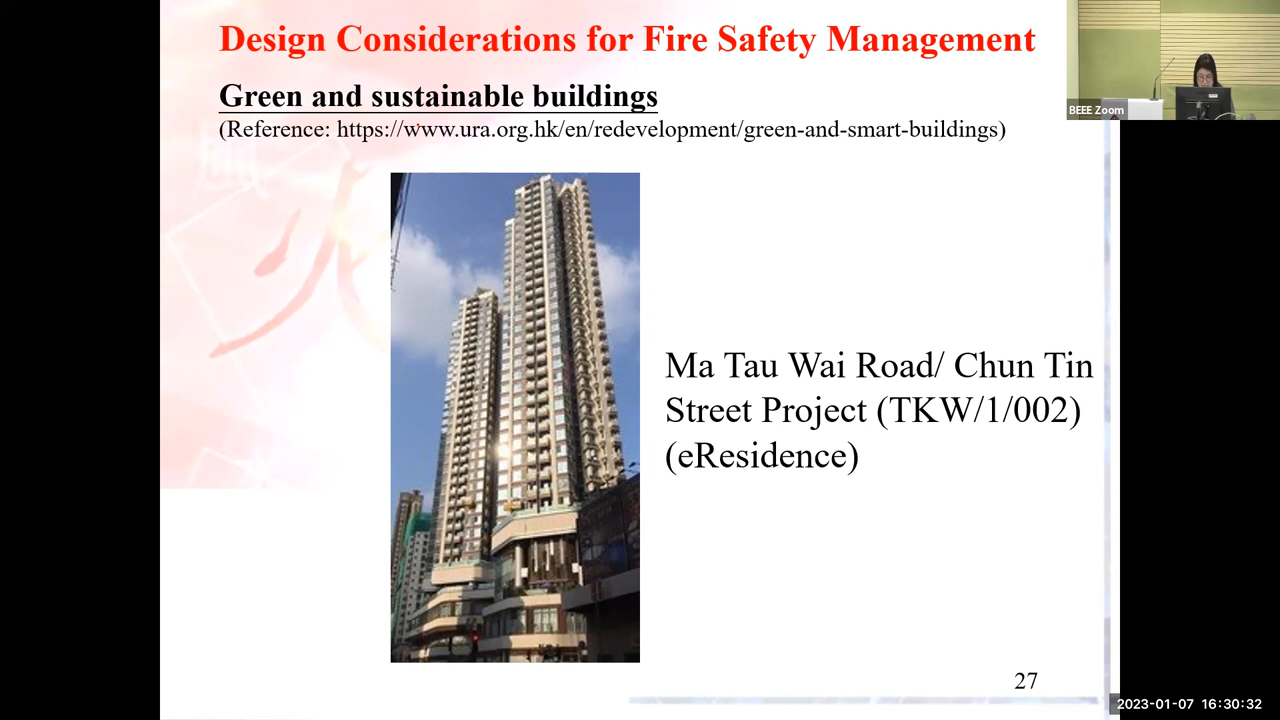 Design Considerations for Fire Safety Management
Green and sustainable buildings
(Reference: https://www.ura.org.hk/en/redevelopment/green-and-smart-buildings)
BEEE Zoom
Ma Tau Wai Road/ Chun Tin
Street Project (TKW/1/002)
(eResidence)
27
2023-01-07 16:30:32